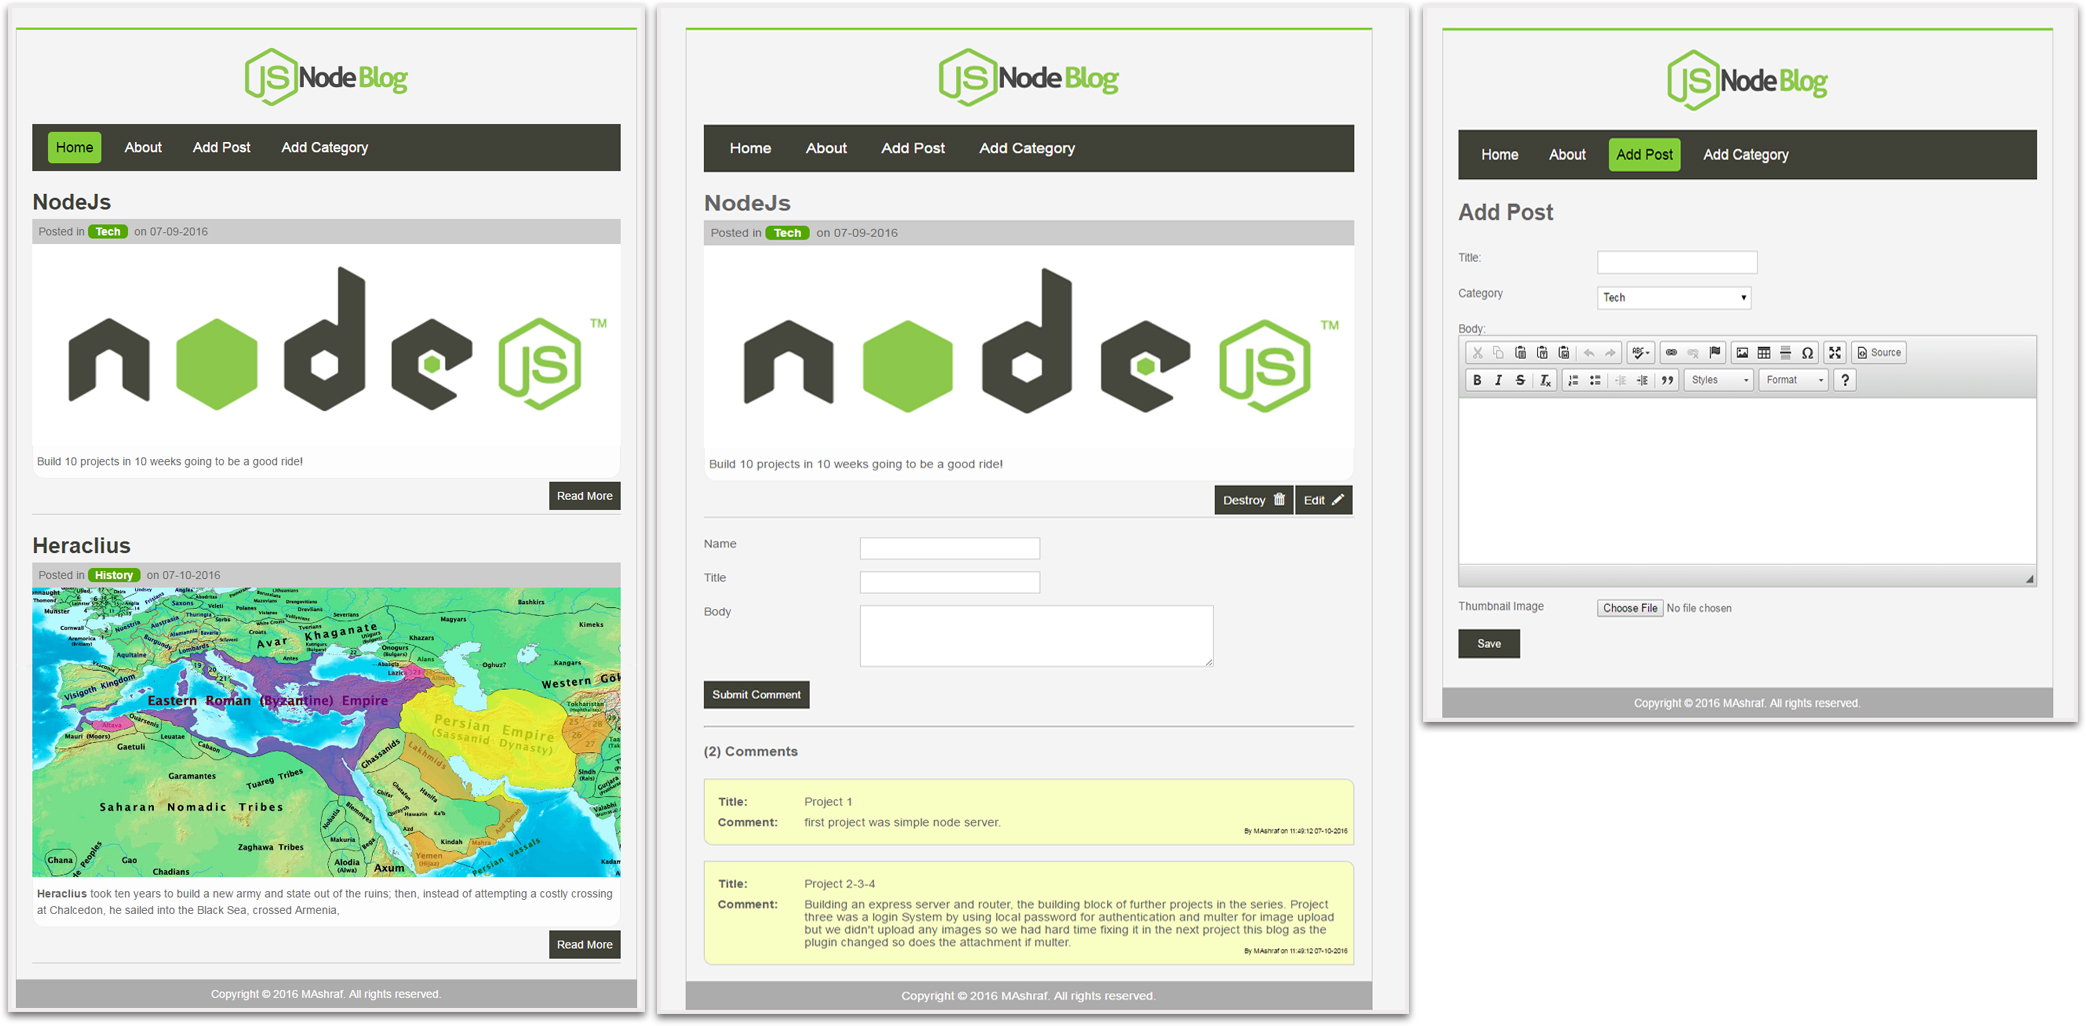 JS Node Blog
Home About Add Post Add Category
NodeJs
Posted in Tech on 07-09-2016
node JS TM
Build 10 projects in 10 weeks going to be a good ride!
Read More
Heraclius
Posted in History on 07-10-2016
Bashkirs
Kimeks
Avar Khaganate
Magyars
Khazars
Onogurs
Alans
Oghuz?
Kangars
Western Gök
Visigoth Kingdom
Eastern Roman (Byzantine) Empire
Persian Empire
(Sassanid Dynasty)
Mauri (Moors)
Gaetuli
Leuatae
Cabaon
Garamantes
Tuareg Tribes
Ghassanids
Lakhmids
Saharan Nomadic Tribes
Blemmyes
Makuria
Zaghawa Tribes
Kindah
Yemen
Persian vassals
Ghana
Gao
Chadians
Alodia
(Alwa)
Axum
Heraclius took ten years to build a new army and state out of the ruins; then, instead of attempting a costly crossing
at Chalcedon, he sailed into the Black Sea, crossed Armenia,
Read More
Copyright © 2016 MAshraf. All rights reserved.
JS Node Blog
Home About Add Post Add Category
NodeJs
Posted in Tech on 07-09-2016
node JS TM
Build 10 projects in 10 weeks going to be a good ride!
Destroy Edit
Name
Title
Body
Submit Comment
(2) Comments
Title: Project 1
Comment: first project was simple node server.
By MAshraf on 11:49:12 07-10-2016
Title: Project 2-3-4
Comment: Building an express server and router, the building block of further projects in the series. Project
three was a login System by using local password for authentication and multer for image upload
but we didn't upload any images so we had hard time fixing it in the next project this blog as the
plugin changed so does the attachment if multer.
By MAshraf on 11:49:12 07-10-2016
Copyright © 2016 MAshraf. All rights reserved.
JS Node Blog
Home About Add Post Add Category
Add Post
Title:
Category Tech
Body:
Source
B I S Ix Styles Format ?
Thumbnail Image Choose File No file chosen
Save
Copyright © 2016 MAshraf. All rights reserved.